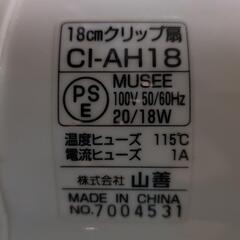 18cmクリップ扇
CI-AH18
PS
E
MUSEE
100V 50/60Hz
20/18W
温度ヒューズ 115℃
電流ヒューズ 1A
株式会社 山善
MADE IN CHINA
NO.7004531